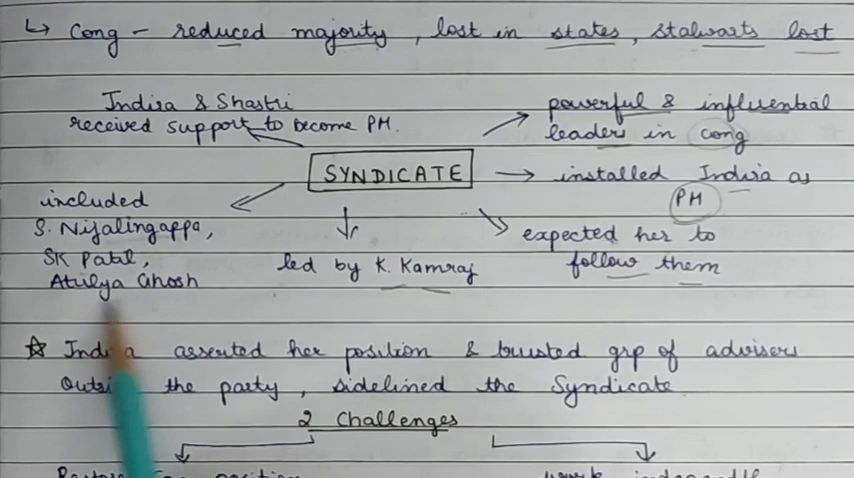 ↳ Cong - reduced majority, lost in states, stalwarts lost
Indira & Shastri
received support to become PM.
powerful & influential
leaders in Cong
SYNDICATE
→ installed Indira as
PM
included
S. Nijalingappa,
SK Patil,
Atulya Ghosh
led by K. Kamraj
expected her to
follow them
☆ Indira asserted her position & trusted grp of advisers
the party, sidelined the Syndicate
2 Challenges
position
work